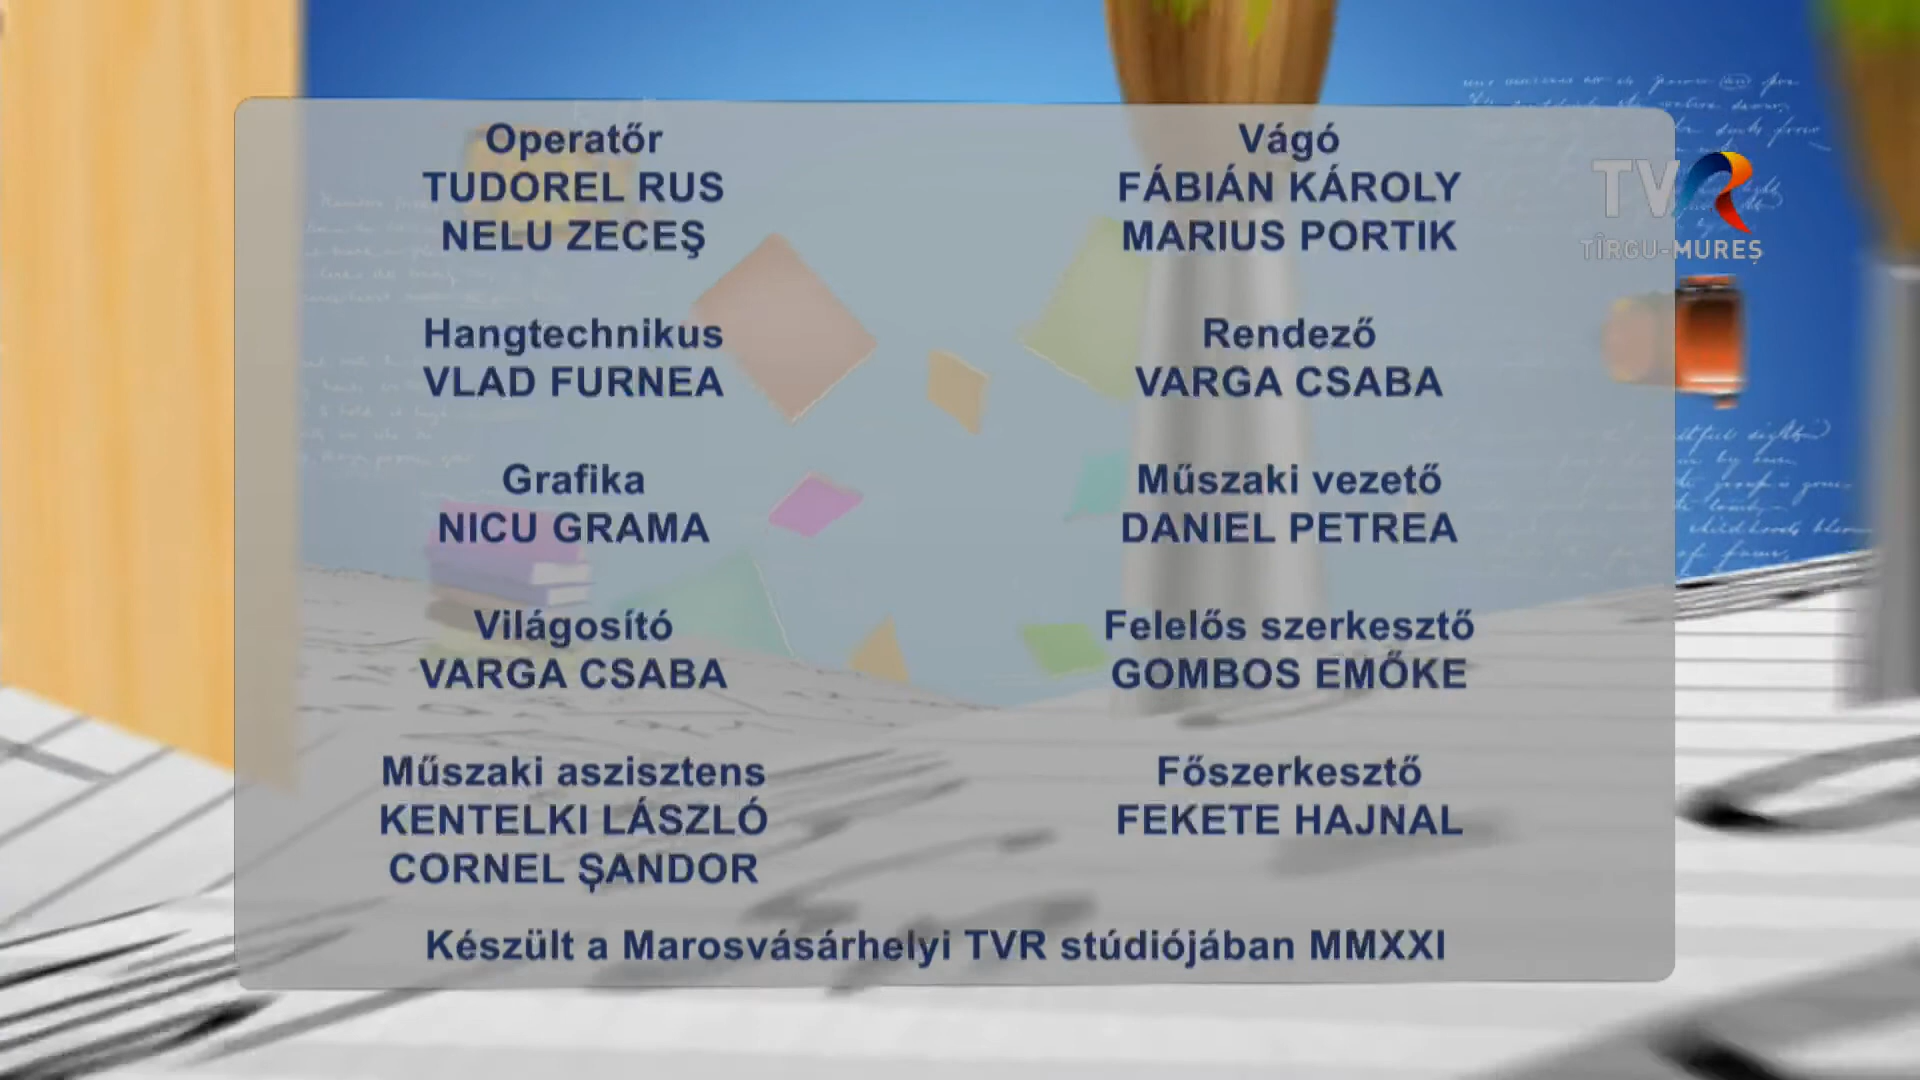 Operatőr
TUDOREL RUS
NELU ZECEŞ
Hangtechnikus
VLAD FURNEA
Grafika
NICU GRAMA
Világosító
VARGA CSABA
Műszaki aszisztens
KENTELKI LÁSZLÓ
CORNEL ŞANDOR
Vágó
FÁBIÁN KÁROLY
MARIUS PORTIK
Rendező
VARGA CSABA
Műszaki vezető
DANIEL PETREA
Felelős szerkesztő
GOMBOS EMŐKE
Főszerkesztő
FEKETE HAJNAL
Készült a Marosvásárhelyi TVR stúdiójában MMXXI
TVR
TÎRGU-MUREȘ